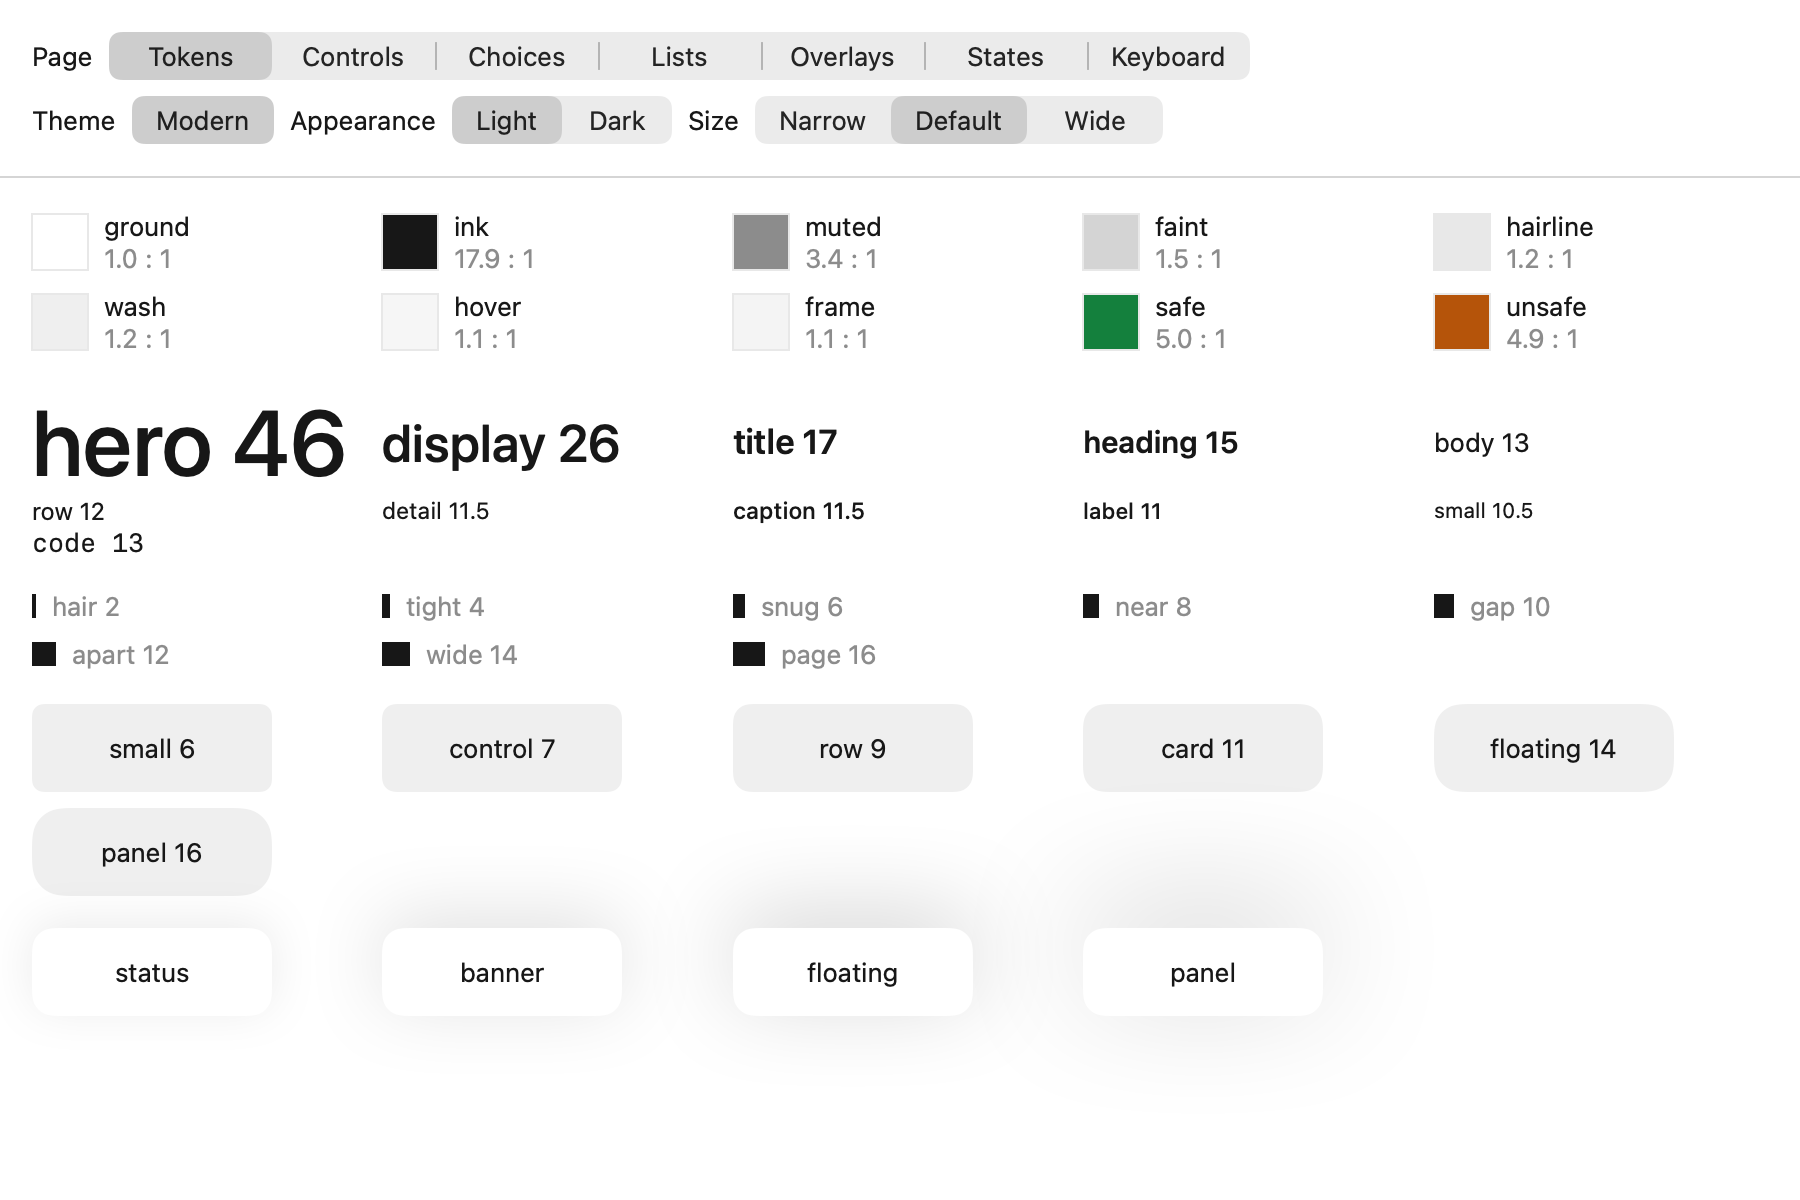 Page Tokens Controls Choices Lists Overlays States Keyboard
Theme Modern Appearance Light Dark Size Narrow Default Wide
ground ink muted faint hairline
1.0 : 1 17.9 : 1 3.4 : 1 1.5 : 1 1.2 : 1
wash hover frame safe unsafe
1.2 : 1 1.1 : 1 1.1 : 1 5.0 : 1 4.9 : 1
hero 46 display 26 title 17 heading 15 body 13
row 12 detail 11.5 caption 11.5 label 11 small 10.5
code 13
hair 2 tight 4 snug 6 near 8 gap 10
apart 12 wide 14 page 16
small 6 control 7 row 9 card 11 floating 14
panel 16
status banner floating panel